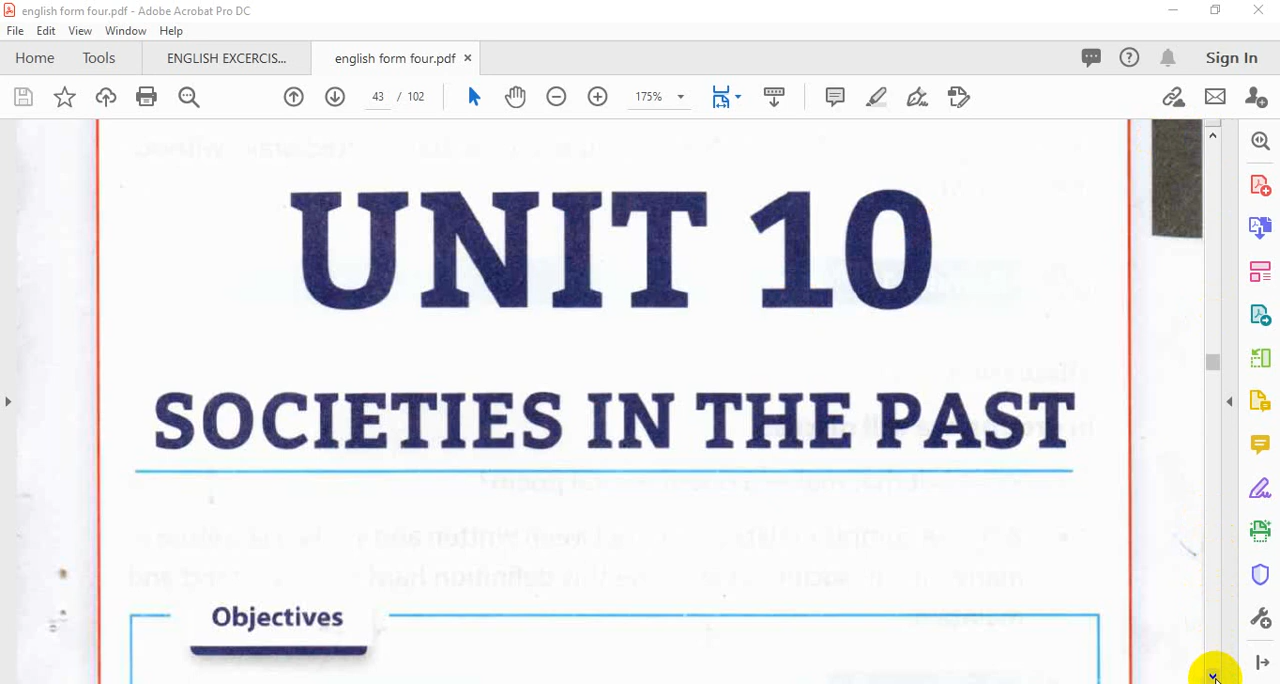 english form four.pdf - Adobe Acrobat Pro DC
File Edit View Window Help
Home Tools ENGLISH EXCERCIS... english form four.pdf ×
Sign In
43 / 102
175%
UNIT 10
SOCIETIES IN THE PAST
Objectives